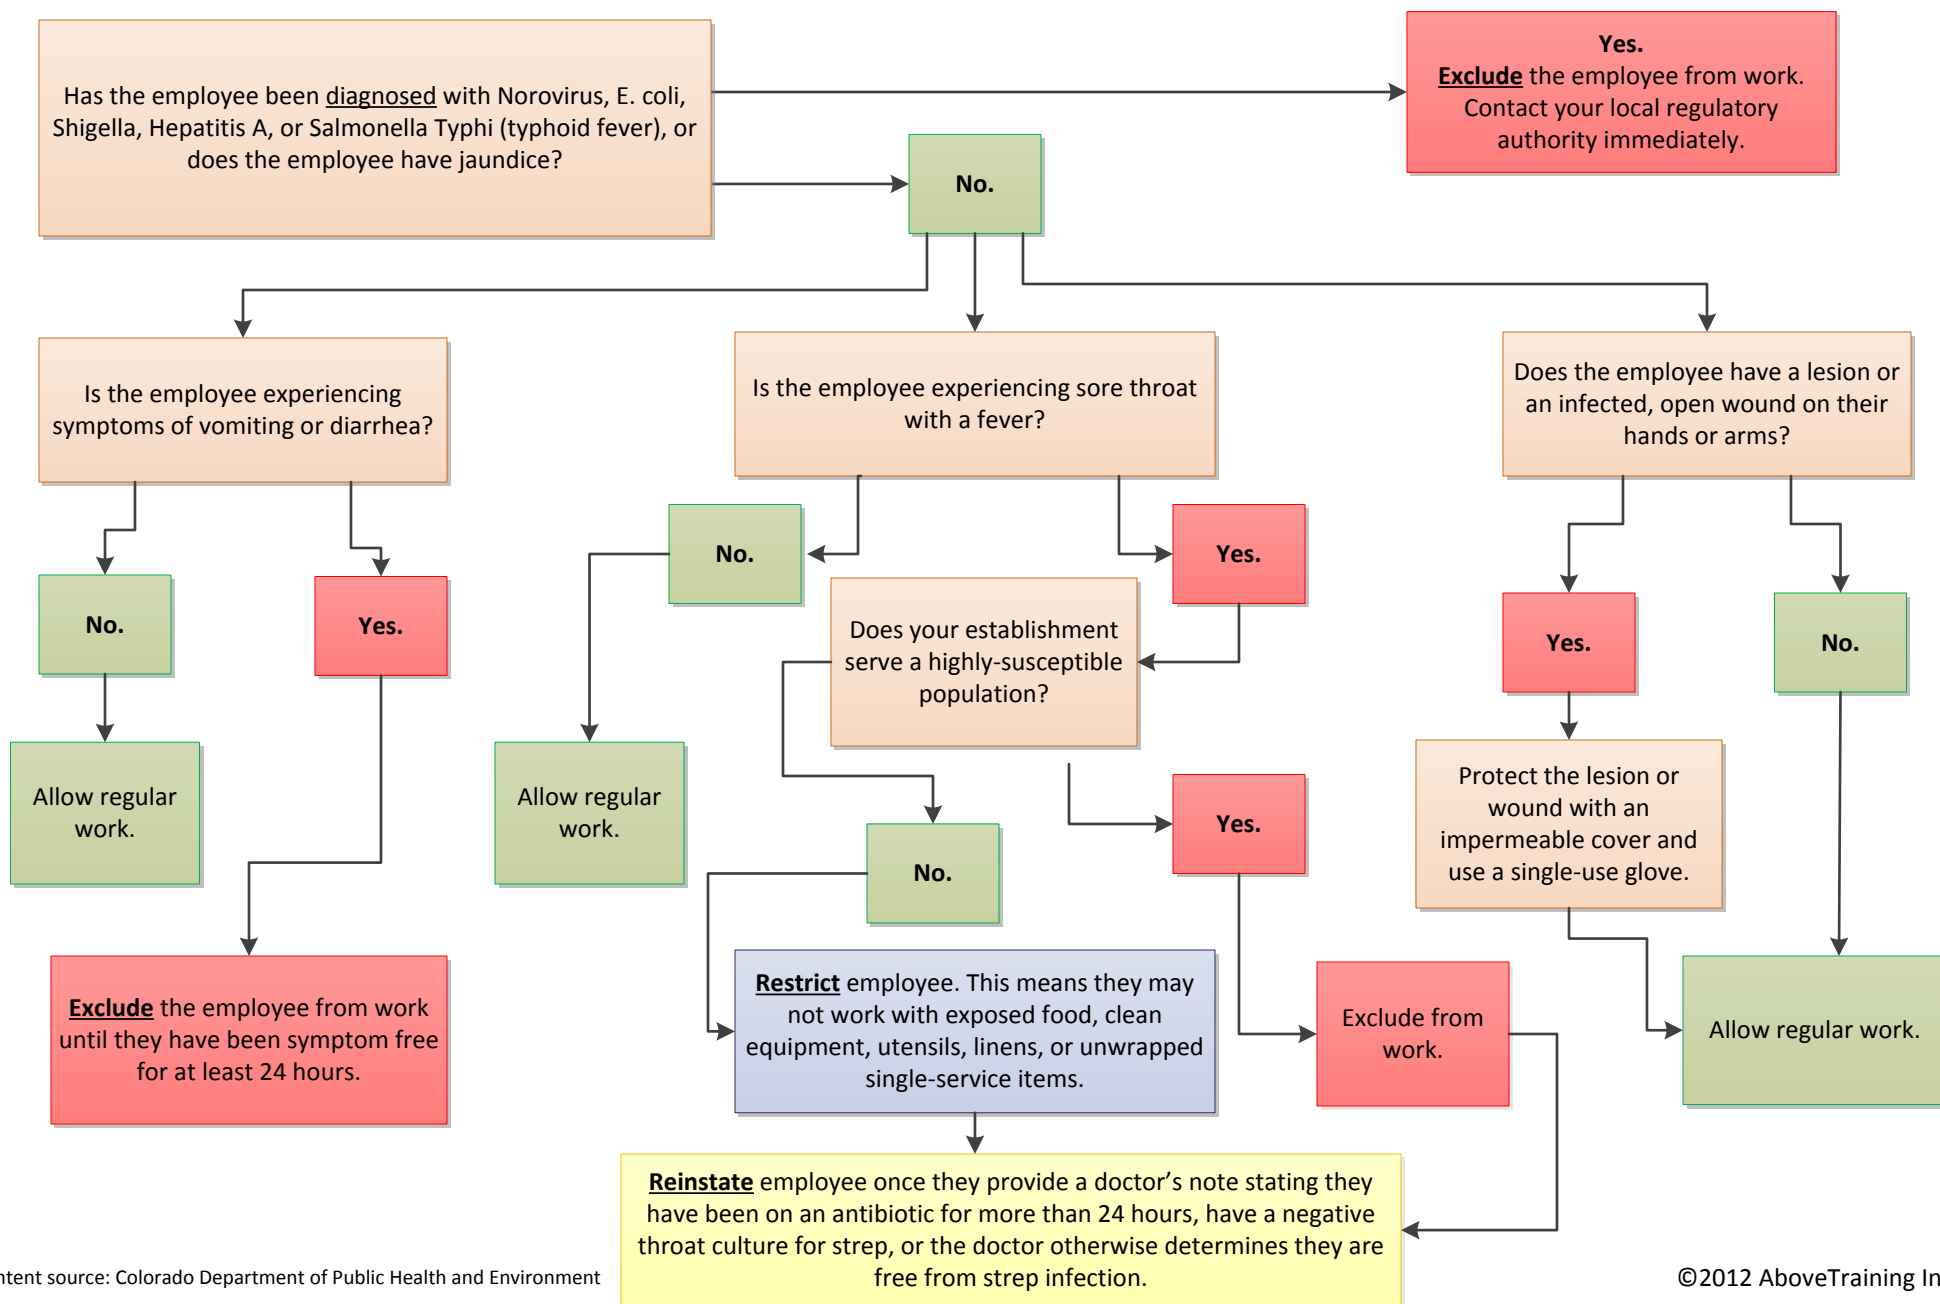 Has the employee been diagnosed with Norovirus, E. coli,
Shigella, Hepatitis A, or Salmonella Typhi (typhoid fever), or
does the employee have jaundice?
Yes.
Exclude the employee from work.
Contact your local regulatory
authority immediately.
No.
Is the employee experiencing
symptoms of vomiting or diarrhea?
Is the employee experiencing sore throat
with a fever?
Does the employee have a lesion or
an infected, open wound on their
hands or arms?
No.
Yes.
No.
Yes.
Yes.
No.
Does your establishment
serve a highly-susceptible
population?
Allow regular
work.
Allow regular
work.
No.
Yes.
Protect the lesion or
wound with an
impermeable cover and
use a single-use glove.
Exclude the employee from work
until they have been symptom free
for at least 24 hours.
Restrict employee. This means they may
not work with exposed food, clean
equipment, utensils, linens, or unwrapped
single-service items.
Exclude from
work.
Allow regular work.
Reinstate employee once they provide a doctor’s note stating they
have been on an antibiotic for more than 24 hours, have a negative
throat culture for strep, or the doctor otherwise determines they are
free from strep infection.
ntent source: Colorado Department of Public Health and Environment
©2012 AboveTraining In